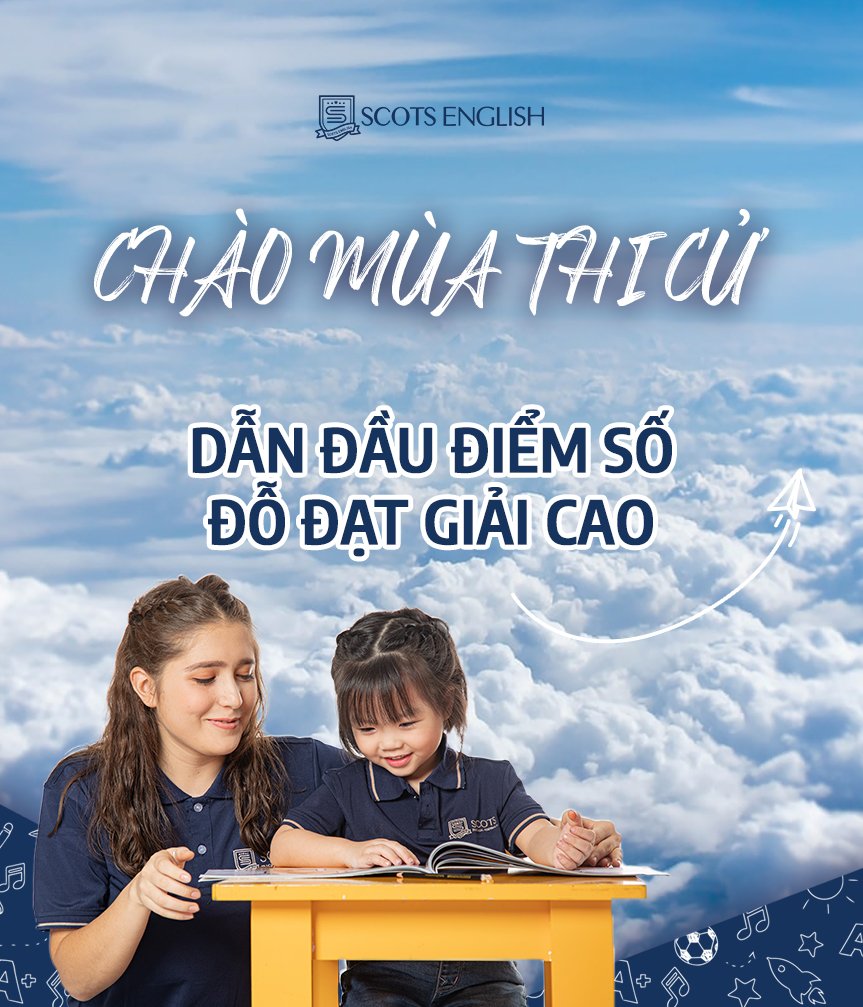 SCOTS ENGLISH
CHÀO MÙA THI CỬ
DẪN ĐẦU ĐIỂM SỐ
ĐỖ ĐẠT GIẢI CAO
SCOTS
A+
A